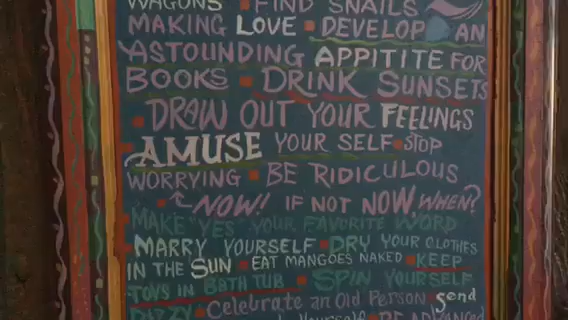 WAGONS • FIND SNAILS
MAKING LOVE • DEVELOP AN
ASTOUNDING APPITITE FOR
BOOKS • DRINK SUNSETS
• DRAW OUT YOUR FEELINGS
• AMUSE YOUR SELF • STOP
WORRYING • BE RIDICULOUS
• NOW! IF NOT NOW, WHEN?
MAKE "YES" YOUR FAVORITE WORD
• MARRY YOURSELF • DRY YOUR CLOTHES
IN THE SUN • EAT MANGOES NAKED • KEEP
TOYS IN BATH TUB • SPIN YOURSELF
DIZZY • Celebrate an Old Person • Send
Yourself • BE ADVANCED